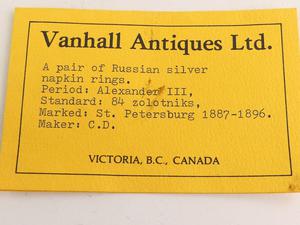 Vanhall Antiques Ltd.
A pair of Russian silver
napkin rings.
Period: Alexander III,
Standard: 84 zolotniks,
Marked: St. Petersburg 1887-1896.
Maker: C.D.
VICTORIA, B.C., CANADA